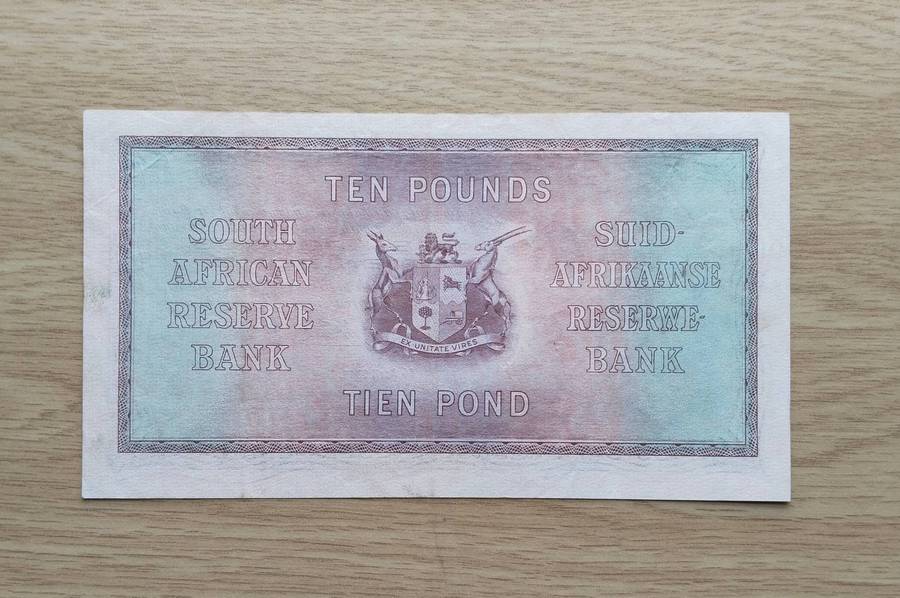 TEN POUNDS
SOUTH
AFRICAN
RESERVE
BANK
SUID-
AFRIKAANSE
RESERWE-
BANK
EX UNITATE VIRES
TIEN POND